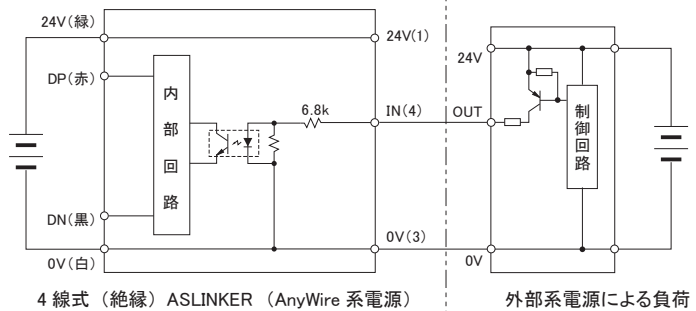 24V(緑)
24V(1)
24V
DP(赤)
内部回路
6.8k
IN(4)
OUT
制御回路
DN(黒)
0V(3)
0V(白)
0V
4 線式 (絶縁) ASLINKER (AnyWire 系電源)
外部系電源による負荷